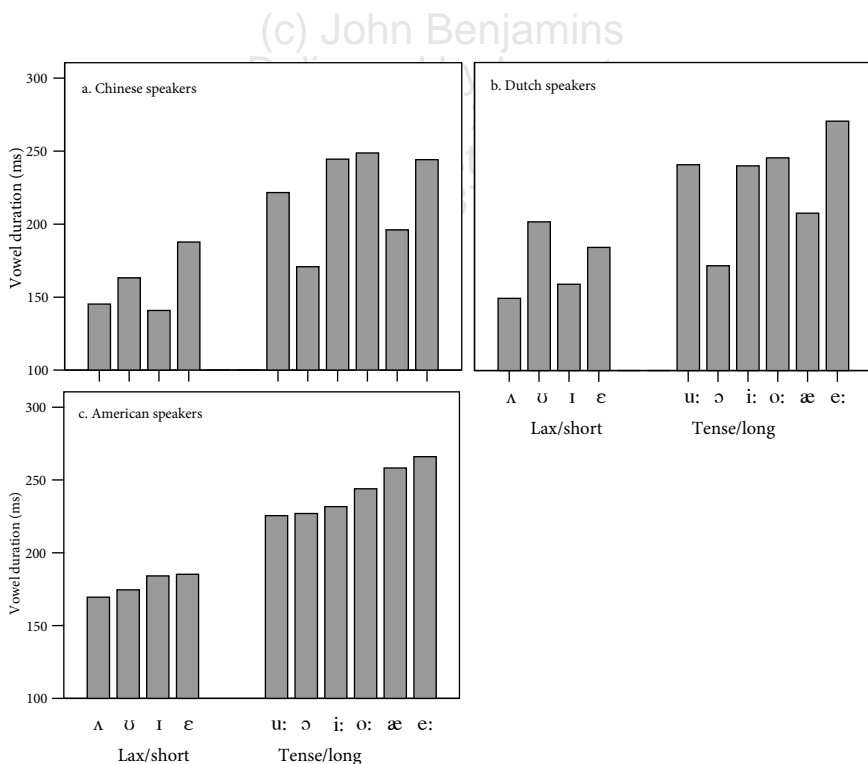 (c) John Benjamins
a. Chinese speakers
300
250
200
150
100
Vowel duration (ms)
b. Dutch speakers
ʌ ʊ ɪ ɛ u: ɔ i: o: æ e:
Lax/short Tense/long
c. American speakers
300
250
200
150
100
Vowel duration (ms)
ʌ ʊ ɪ ɛ u: ɔ i: o: æ e:
Lax/short Tense/long